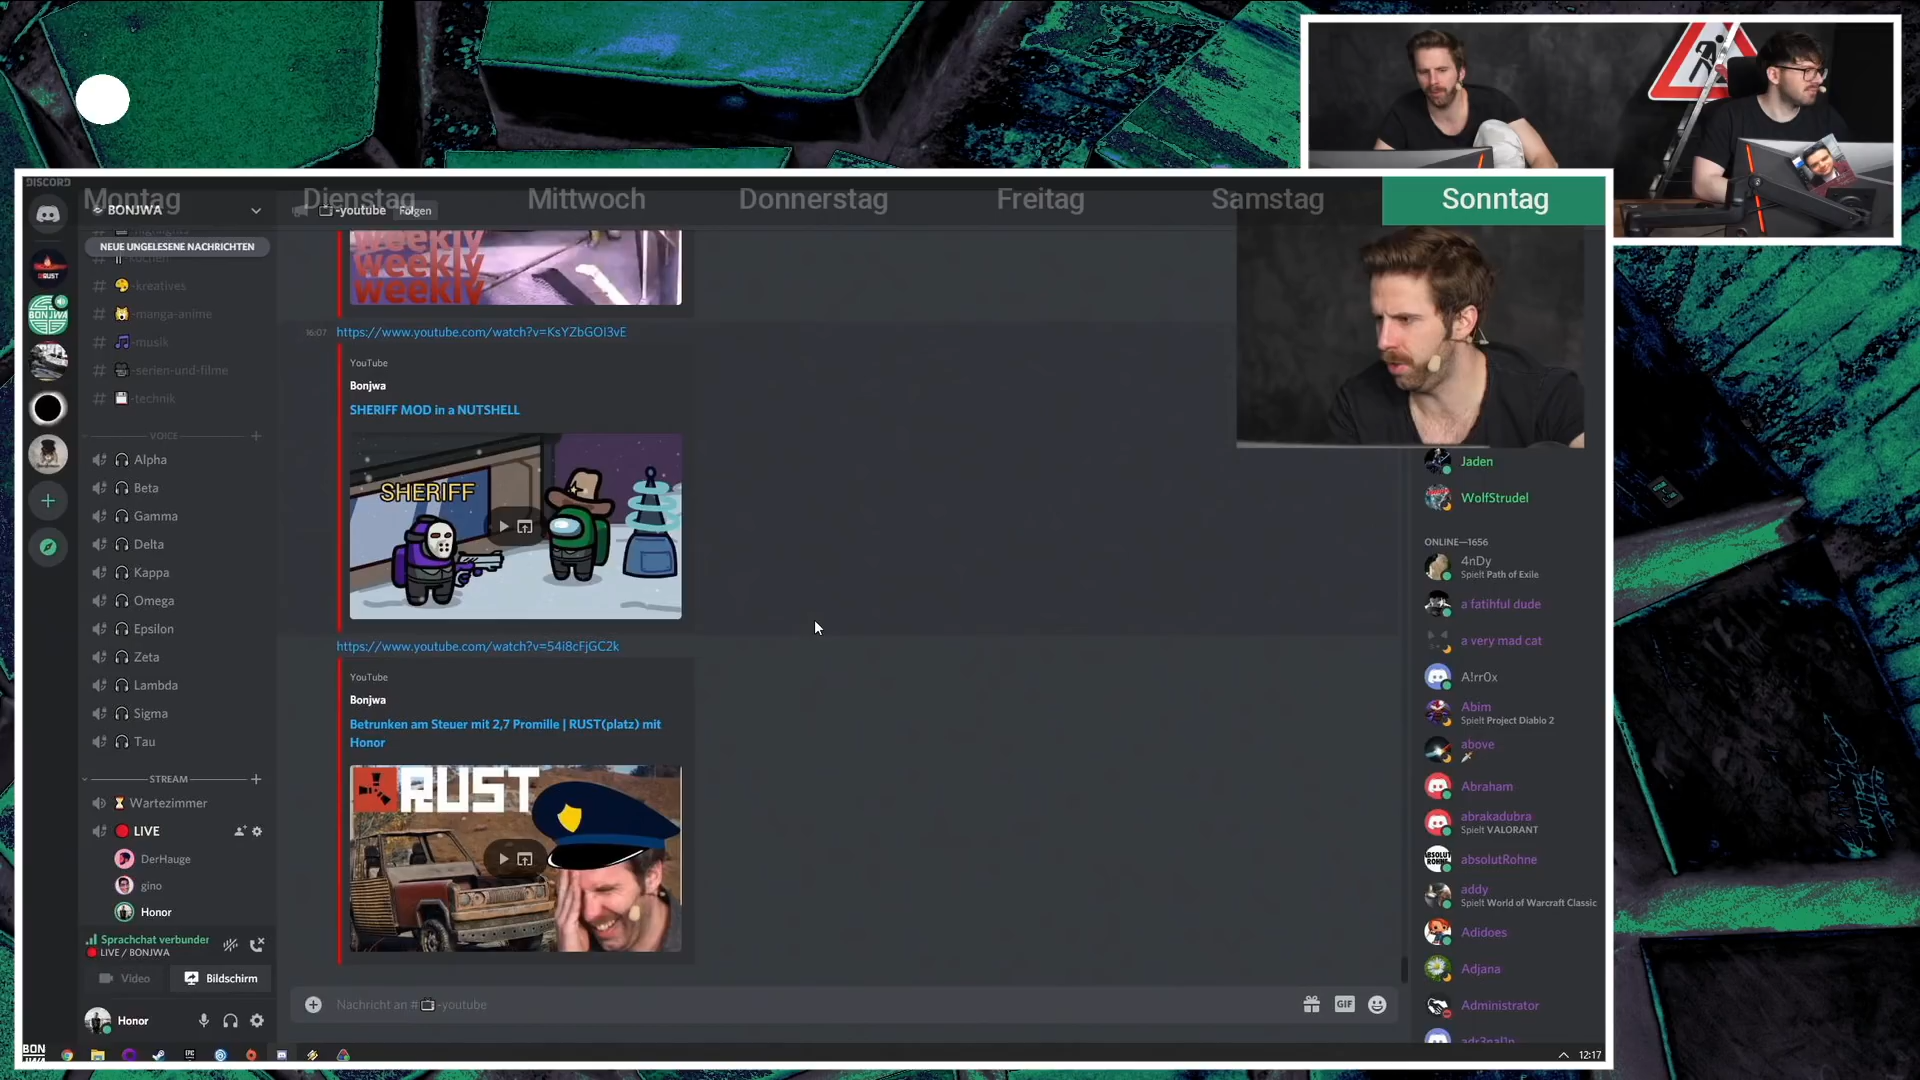 Montag Dienstag Mittwoch Donnerstag Freitag Samstag Sonntag
DISCORD
BONJWA
-youtube Folgen
NEUE UNGELESENE NACHRICHTEN
# -kreatives
# -manga-anime
# -musik
# -serien-und-filme
# -technik
VOICE
Alpha
Beta
Gamma
Delta
Kappa
Omega
Epsilon
Zeta
Lambda
Sigma
Tau
STREAM
Wartezimmer
LIVE
DerHauge
gino
Honor
Sprachchat verbunden
LIVE / BONJWA
Video Bildschirm
Honor
weekly
weekly
weekly
16:07 https://www.youtube.com/watch?v=KsYZbGOI3vE
YouTube
Bonjwa
SHERIFF MOD in a NUTSHELL
SHERIFF
https://www.youtube.com/watch?v=54i8cFjGC2k
YouTube
Bonjwa
Betrunken am Steuer mit 2,7 Promille | RUST(platz) mit
Honor
RUST
Nachricht an # -youtube
GIF
Jaden
WolfStrudel
ONLINE—1656
4nDy
Spielt Path of Exile
a fatihful dude
a very mad cat
A!rr0x
Abim
Spielt Project Diablo 2
above
Abraham
abrakadubra
Spielt VALORANT
absolutRohne
addy
Spielt World of Warcraft Classic
Adidoes
Adjana
Administrator
BON
12:17